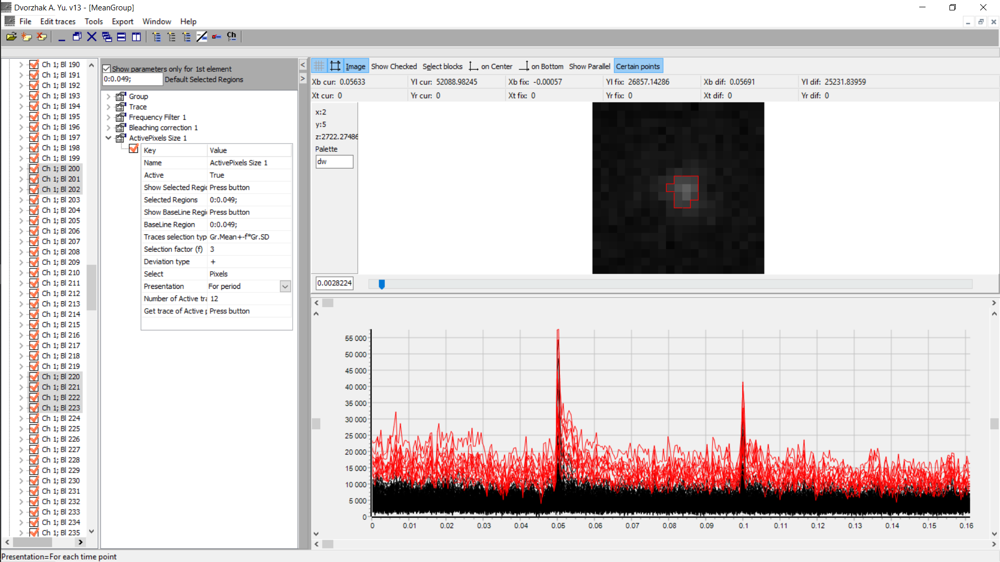 Dvorzhak A. Yu. v13 - [MeanGroup]
File Edit traces Tools Export Window Help
Ch
Ch 1; Bl 190
Ch 1; Bl 191
Ch 1; Bl 192
Ch 1; Bl 193
Ch 1; Bl 194
Ch 1; Bl 195
Ch 1; Bl 196
Ch 1; Bl 197
Ch 1; Bl 198
Ch 1; Bl 199
Ch 1; Bl 200
Ch 1; Bl 201
Ch 1; Bl 202
Ch 1; Bl 203
Ch 1; Bl 204
Ch 1; Bl 205
Ch 1; Bl 206
Ch 1; Bl 207
Ch 1; Bl 208
Ch 1; Bl 209
Ch 1; Bl 210
Ch 1; Bl 211
Ch 1; Bl 212
Ch 1; Bl 213
Ch 1; Bl 214
Ch 1; Bl 215
Ch 1; Bl 216
Ch 1; Bl 217
Ch 1; Bl 218
Ch 1; Bl 219
Ch 1; Bl 220
Ch 1; Bl 221
Ch 1; Bl 222
Ch 1; Bl 223
Ch 1; Bl 224
Ch 1; Bl 225
Ch 1; Bl 226
Ch 1; Bl 227
Ch 1; Bl 228
Ch 1; Bl 229
Ch 1; Bl 230
Ch 1; Bl 231
Ch 1; Bl 232
Ch 1; Bl 233
Ch 1; Bl 234
Ch 1; Bl 235
Show parameters only for 1st element
0:0.049; Default Selected Regions
Group
Trace
Frequency Filter 1
Bleaching correction 1
ActivePixels Size 1
Key Value
Name ActivePixels Size 1
Active True
Show Selected Regi Press button
Selected Regions 0:0.049;
Show BaseLine Regi Press button
BaseLine Region 0:0.049;
Traces selection typ Gr.Mean+-f*Gr.SD
Selection factor (f) 3
Deviation type +
Select Pixels
Presentation For period
Number of Active tra 12
Get trace of Active p Press button
Image Show Checked Select blocks on Center on Bottom Show Parallel Certain points
Xb cur: 0.05633 Yl cur: 52088.98245 Xb fix: -0.00057 Yl fix: 26857.14286 Xb dif: 0.05691 Yl dif: 25231.83959
Xt cur: 0 Yr cur: 0 Xt fix: 0 Yr fix: 0 Xt dif: 0 Yr dif: 0
x:2
y:5
z:2722.27486
Palette
dw
0.0028224
55 000
50 000
45 000
40 000
35 000
30 000
25 000
20 000
15 000
10 000
5 000
0
0 0.01 0.02 0.03 0.04 0.05 0.06 0.07 0.08 0.09 0.1 0.11 0.12 0.13 0.14 0.15 0.16
Presentation=For each time point